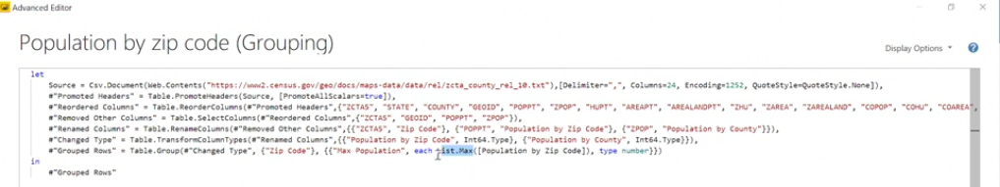 Advanced Editor
Population by zip code (Grouping)
Display Options
let
Source = Csv.Document(Web.Contents("https://www2.census.gov/geo/docs/maps-data/data/rel/zcta_county_rel_10.txt"),[Delimiter=",", Columns=24, Encoding=1252, QuoteStyle=QuoteStyle.None]),
#"Promoted Headers" = Table.PromoteHeaders(Source, [PromoteAllScalars=true]),
#"Reordered Columns" = Table.ReorderColumns(#"Promoted Headers",{"ZCTA5", "STATE", "COUNTY", "GEOID", "POPPT", "ZPOP", "HUPT", "AREAPT", "AREALANDPT", "ZHU", "ZAREA", "ZAREALAND", "COPOP", "COHU", "COAREA",
#"Removed Other Columns" = Table.SelectColumns(#"Reordered Columns",{"ZCTA5", "GEOID", "POPPT", "ZPOP"}),
#"Renamed Columns" = Table.RenameColumns(#"Removed Other Columns",{{"ZCTA5", "Zip Code"}, {"POPPT", "Population by Zip Code"}, {"ZPOP", "Population by County"}}),
#"Changed Type" = Table.TransformColumnTypes(#"Renamed Columns",{{"Population by Zip Code", Int64.Type}, {"Population by County", Int64.Type}}),
#"Grouped Rows" = Table.Group(#"Changed Type", {"Zip Code"}, {{"Max Population", each List.Max([Population by Zip Code]), type number}})
in
#"Grouped Rows"